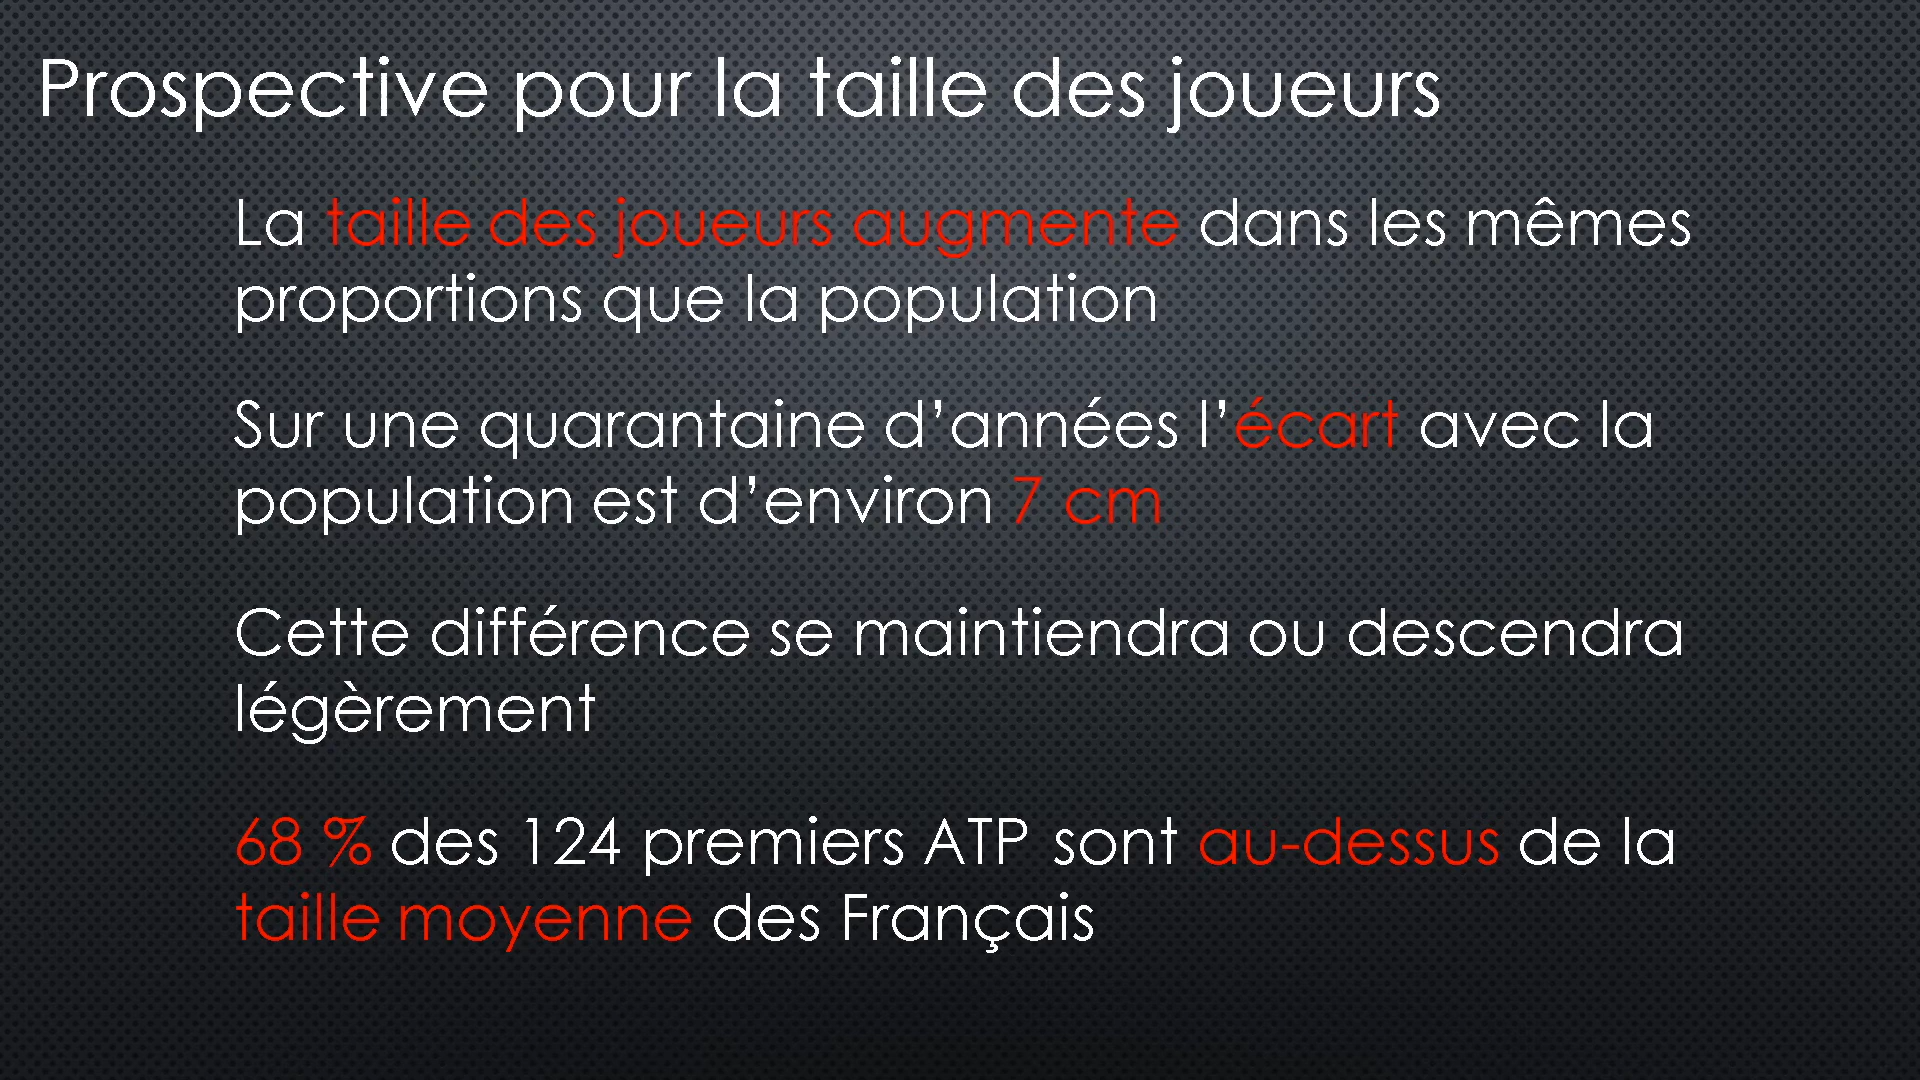 Prospective pour la taille des joueurs
La taille des joueurs augmente dans les mêmes
proportions que la population
Sur une quarantaine d’années l’écart avec la
population est d’environ 7 cm
Cette différence se maintiendra ou descendra
légèrement
68 % des 124 premiers ATP sont au-dessus de la
taille moyenne des Français